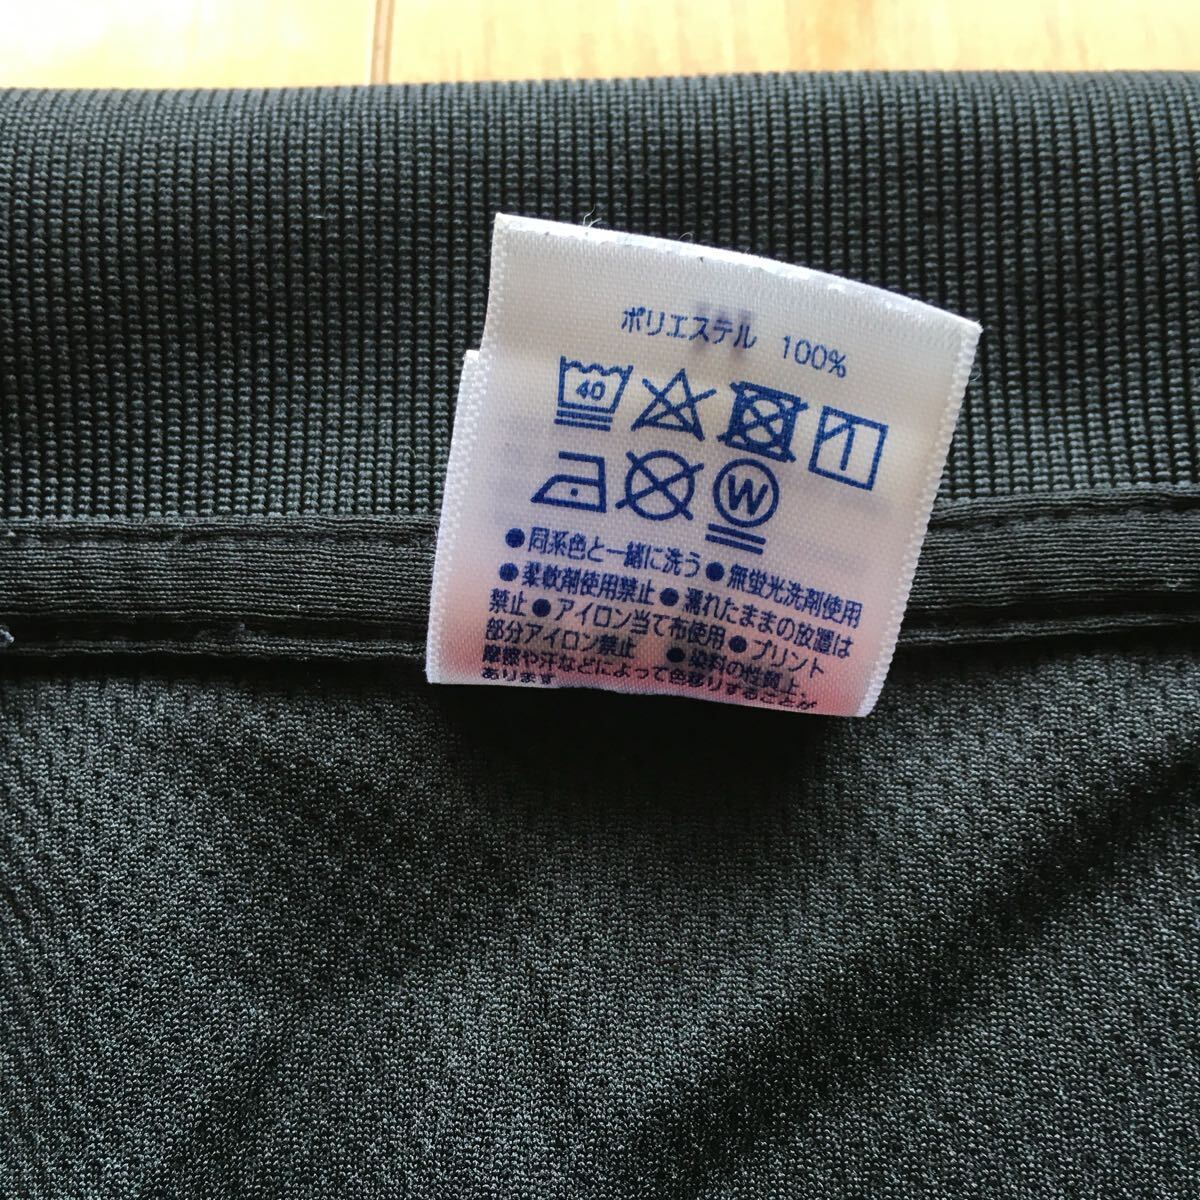 ポリエステル 100%
40
W
●同系色と一緒に洗う ●無蛍光洗剤使用
●柔軟剤使用禁止 ●濡れたままの放置は
禁止 ●アイロン当て布使用 ●プリント
部分アイロン禁止 ●染料の性質上、
摩擦や汗などによって色移りすることが
あります